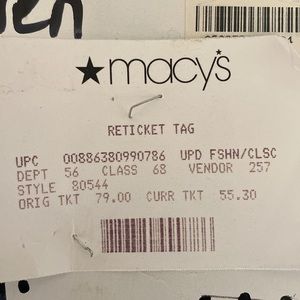 ★macy's
RETICKET TAG
UPC 00886380990786 UPD FSHN/CLSC
DEPT 56 CLASS 68 VENDOR 257
STYLE 80544
ORIG TKT 79.00 CURR TKT 55.30